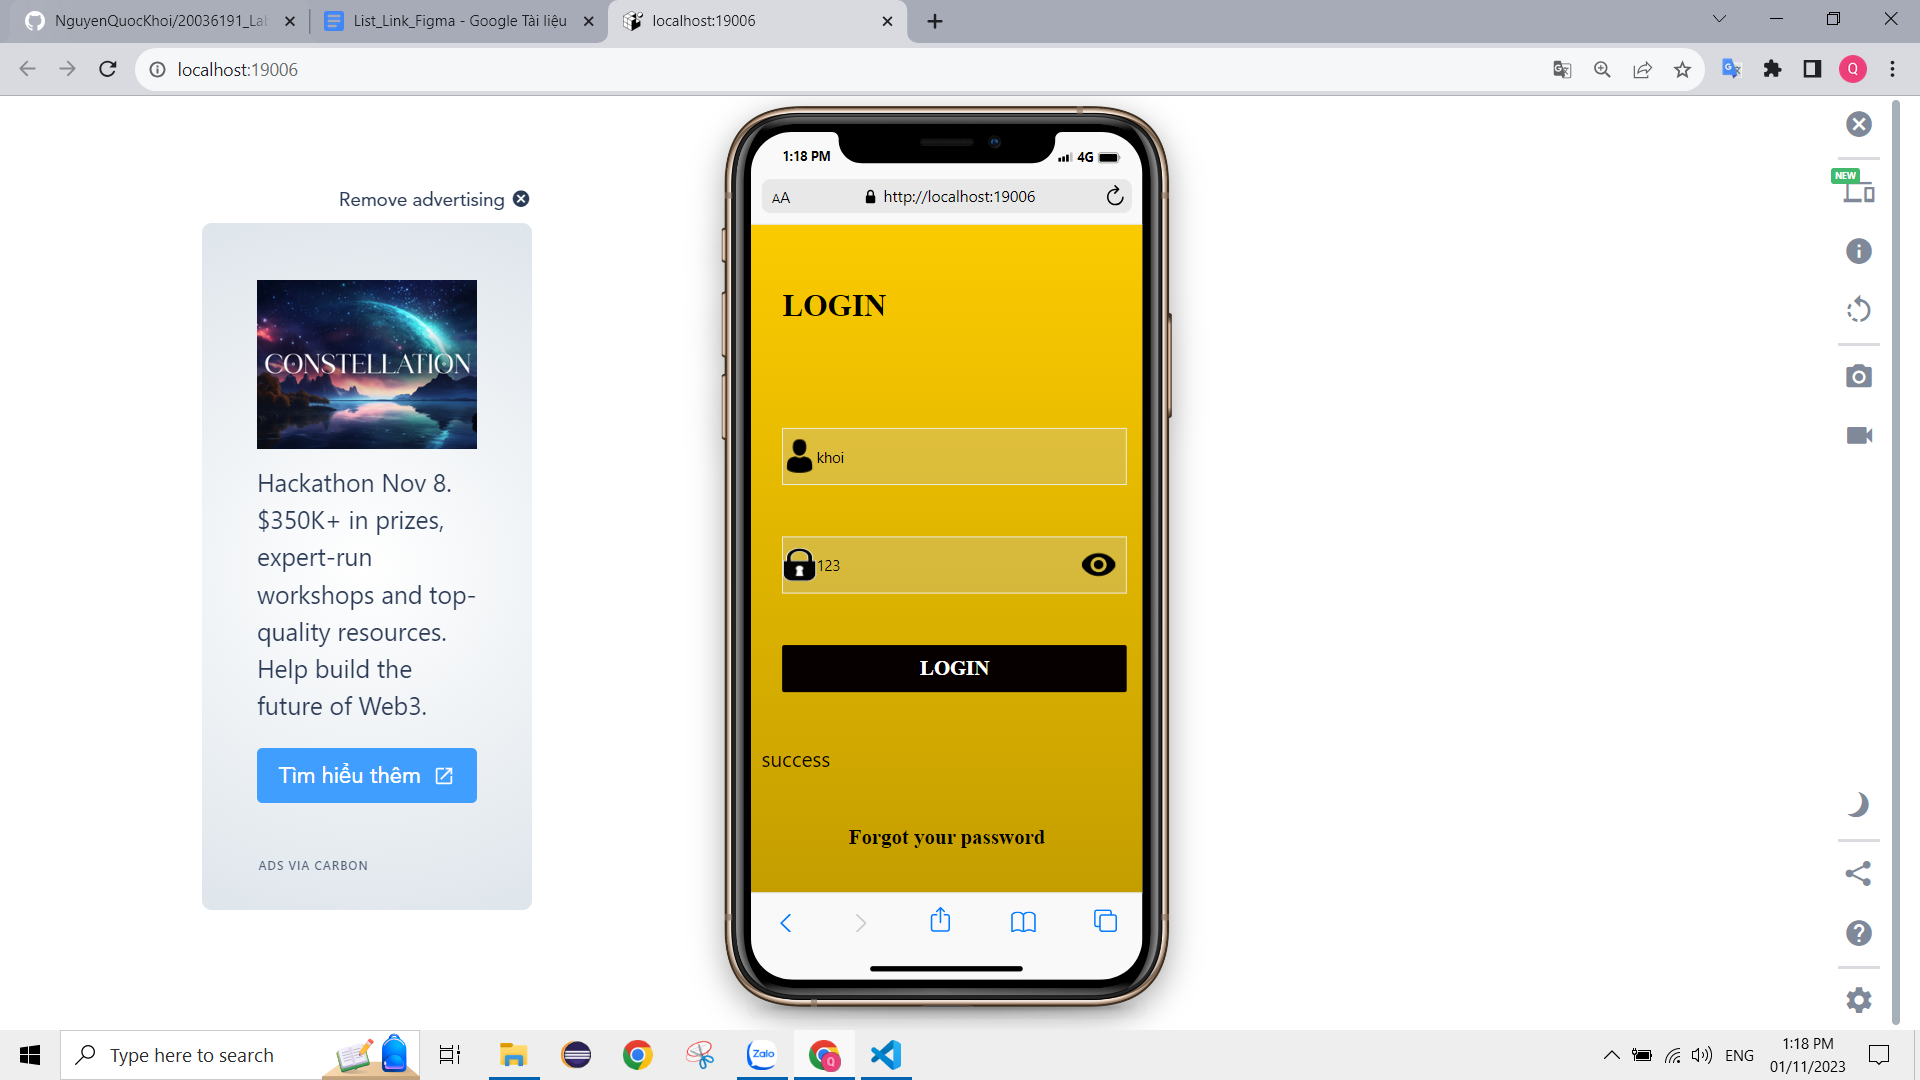 NguyenQuocKhoi/20036191_Lab
List_Link_Figma - Google Tài liệu
localhost:19006
localhost:19006
Q
1:18 PM
4G
AA
http://localhost:19006
NEW
Remove advertising
CONSTELLATION
Hackathon Nov 8.
$350K+ in prizes,
expert-run
workshops and top-
quality resources.
Help build the
future of Web3.
Tìm hiểu thêm
ADS VIA CARBON
LOGIN
khoi
123
LOGIN
success
Forgot your password
Type here to search
Zalo
Q
ENG
1:18 PM
01/11/2023